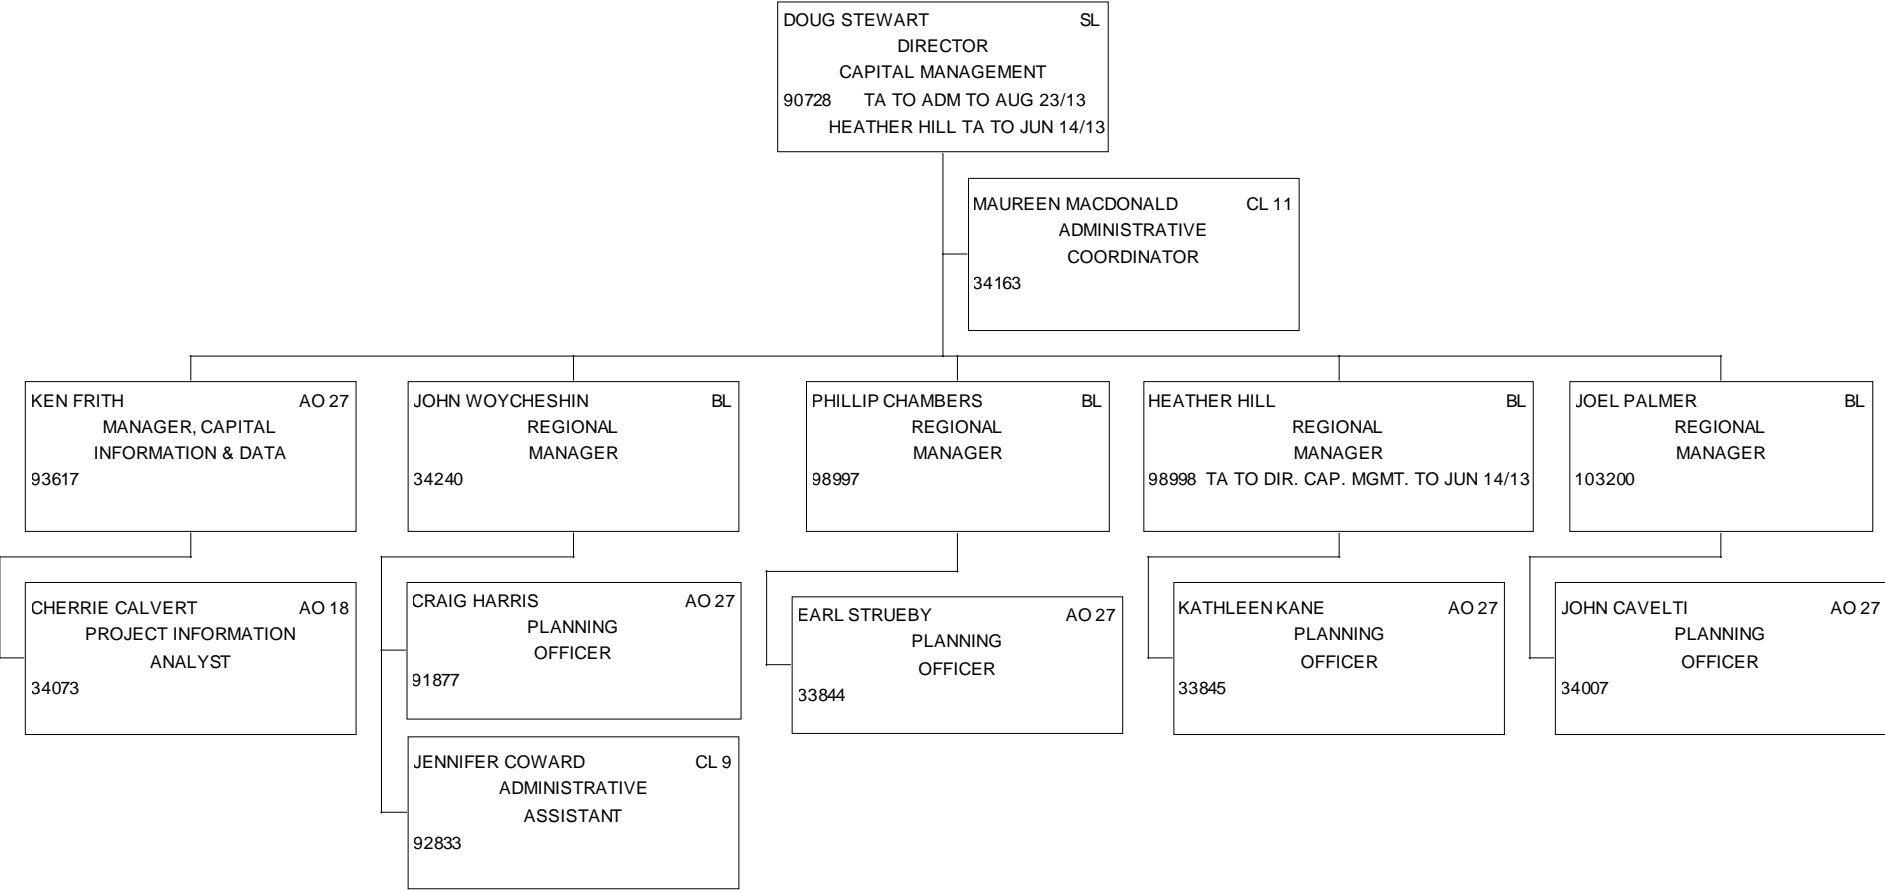 DOUG STEWART SL
DIRECTOR
CAPITAL MANAGEMENT
90728 TA TO ADM TO AUG 23/13
HEATHER HILL TA TO JUN 14/13
MAUREEN MACDONALD CL 11
ADMINISTRATIVE
COORDINATOR
34163
KEN FRITH AO 27
MANAGER, CAPITAL
INFORMATION & DATA
93617
JOHN WOYCHESHIN BL
REGIONAL
MANAGER
34240
PHILLIP CHAMBERS BL
REGIONAL
MANAGER
98997
HEATHER HILL BL
REGIONAL
MANAGER
98998 TA TO DIR. CAP. MGMT. TO JUN 14/13
JOEL PALMER BL
REGIONAL
MANAGER
103200
CHERRIE CALVERT AO 18
PROJECT INFORMATION
ANALYST
34073
CRAIG HARRIS AO 27
PLANNING
OFFICER
91877
EARL STRUEBY AO 27
PLANNING
OFFICER
33844
KATHLEEN KANE AO 27
PLANNING
OFFICER
33845
JOHN CAVELTI AO 27
PLANNING
OFFICER
34007
JENNIFER COWARD CL 9
ADMINISTRATIVE
ASSISTANT
92833